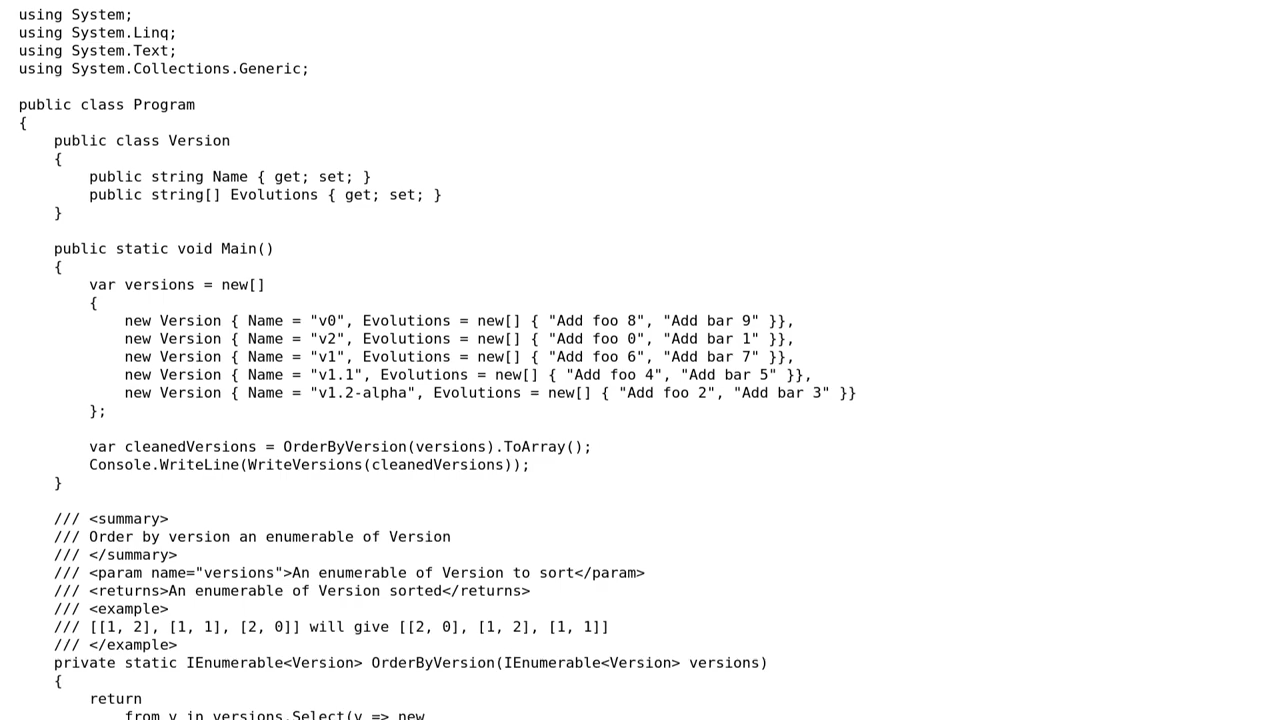 using System;
using System.Linq;
using System.Text;
using System.Collections.Generic;

public class Program
{
    public class Version
    {
        public string Name { get; set; }
        public string[] Evolutions { get; set; }
    }

    public static void Main()
    {
        var versions = new[]
        {
            new Version { Name = "v0", Evolutions = new[] { "Add foo 8", "Add bar 9" }},
            new Version { Name = "v2", Evolutions = new[] { "Add foo 0", "Add bar 1" }},
            new Version { Name = "v1", Evolutions = new[] { "Add foo 6", "Add bar 7" }},
            new Version { Name = "v1.1", Evolutions = new[] { "Add foo 4", "Add bar 5" }},
            new Version { Name = "v1.2-alpha", Evolutions = new[] { "Add foo 2", "Add bar 3" }}
        };

        var cleanedVersions = OrderByVersion(versions).ToArray();
        Console.WriteLine(WriteVersions(cleanedVersions));
    }

    /// <summary>
    /// Order by version an enumerable of Version
    /// </summary>
    /// <param name="versions">An enumerable of Version to sort</param>
    /// <returns>An enumerable of Version sorted</returns>
    /// <example>
    /// [[1, 2], [1, 1], [2, 0]] will give [[2, 0], [1, 2], [1, 1]]
    /// </example>
    private static IEnumerable<Version> OrderByVersion(IEnumerable<Version> versions)
    {
        return
            from v in versions.Select(v => new